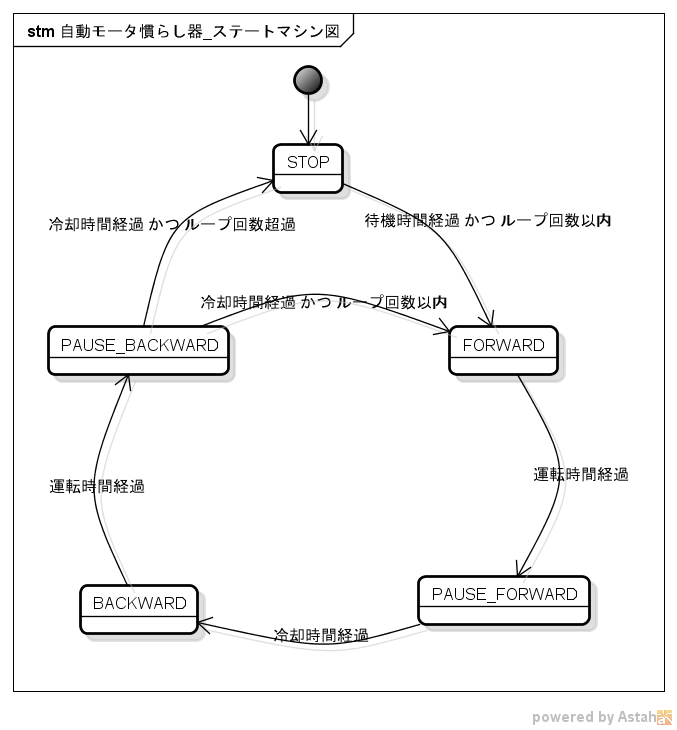 stm 自動モータ慣らし器_ステートマシン図
STOP
冷却時間経過 かつ ループ回数超過
待機時間経過 かつ ループ回数以内
冷却時間経過 かつ ループ回数以内
PAUSE_BACKWARD
FORWARD
運転時間経過
運転時間経過
BACKWARD
PAUSE_FORWARD
冷却時間経過
powered by Astah